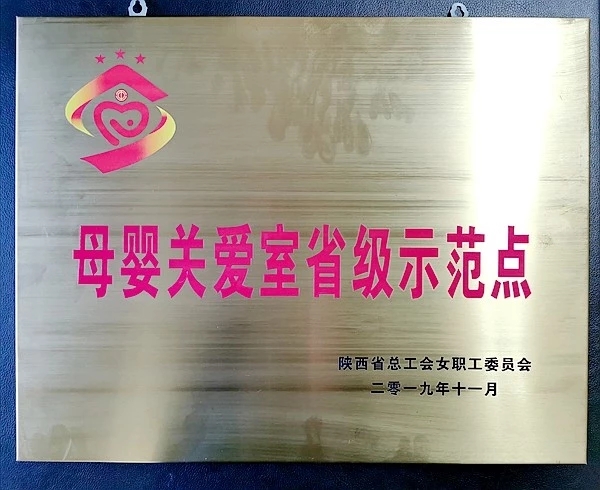 母婴关爱室省级示范点
陕西省总工会女职工委员会
二零一九年十一月